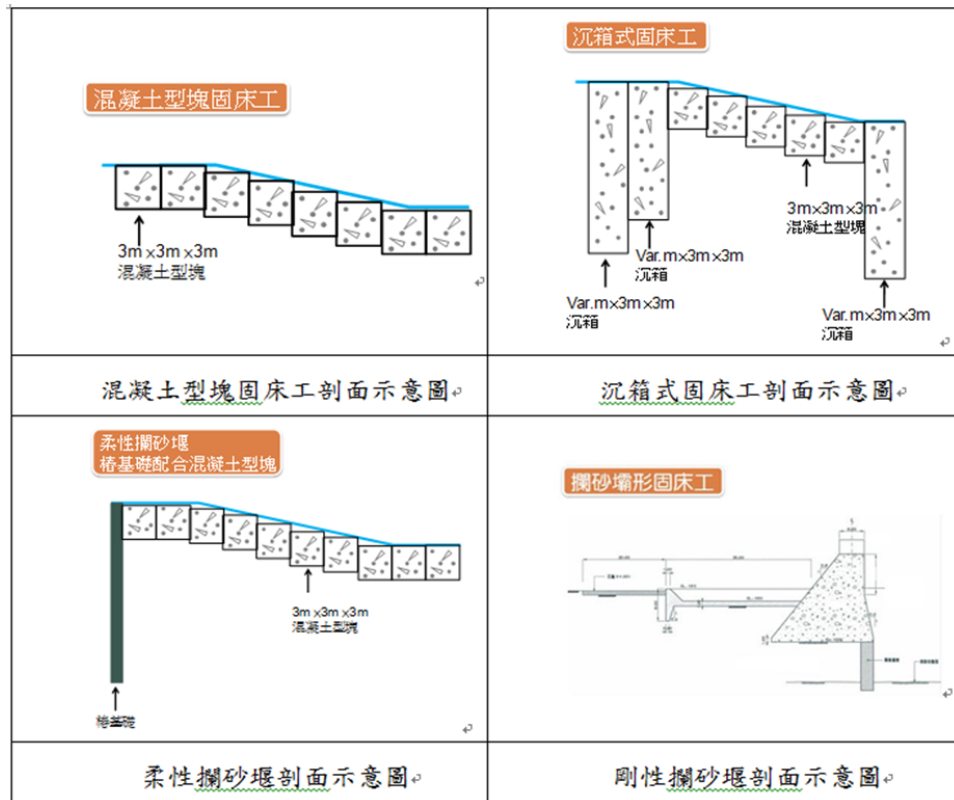 混凝土型塊固床工
3m×3m×3m
混凝土型塊
沉箱式固床工
3m×3m×3m
混凝土型塊
Var.m×3m×3m
沉箱
Var.m×3m×3m
沉箱
Var.m×3m×3m
沉箱
混凝土型塊固床工剖面示意圖
沉箱式固床工剖面示意圖
柔性攔砂堰
樁基礎配合混凝土型塊
3m×3m×3m
混凝土型塊
樁基礎
攔砂壩形固床工
柔性攔砂堰剖面示意圖
剛性攔砂堰剖面示意圖